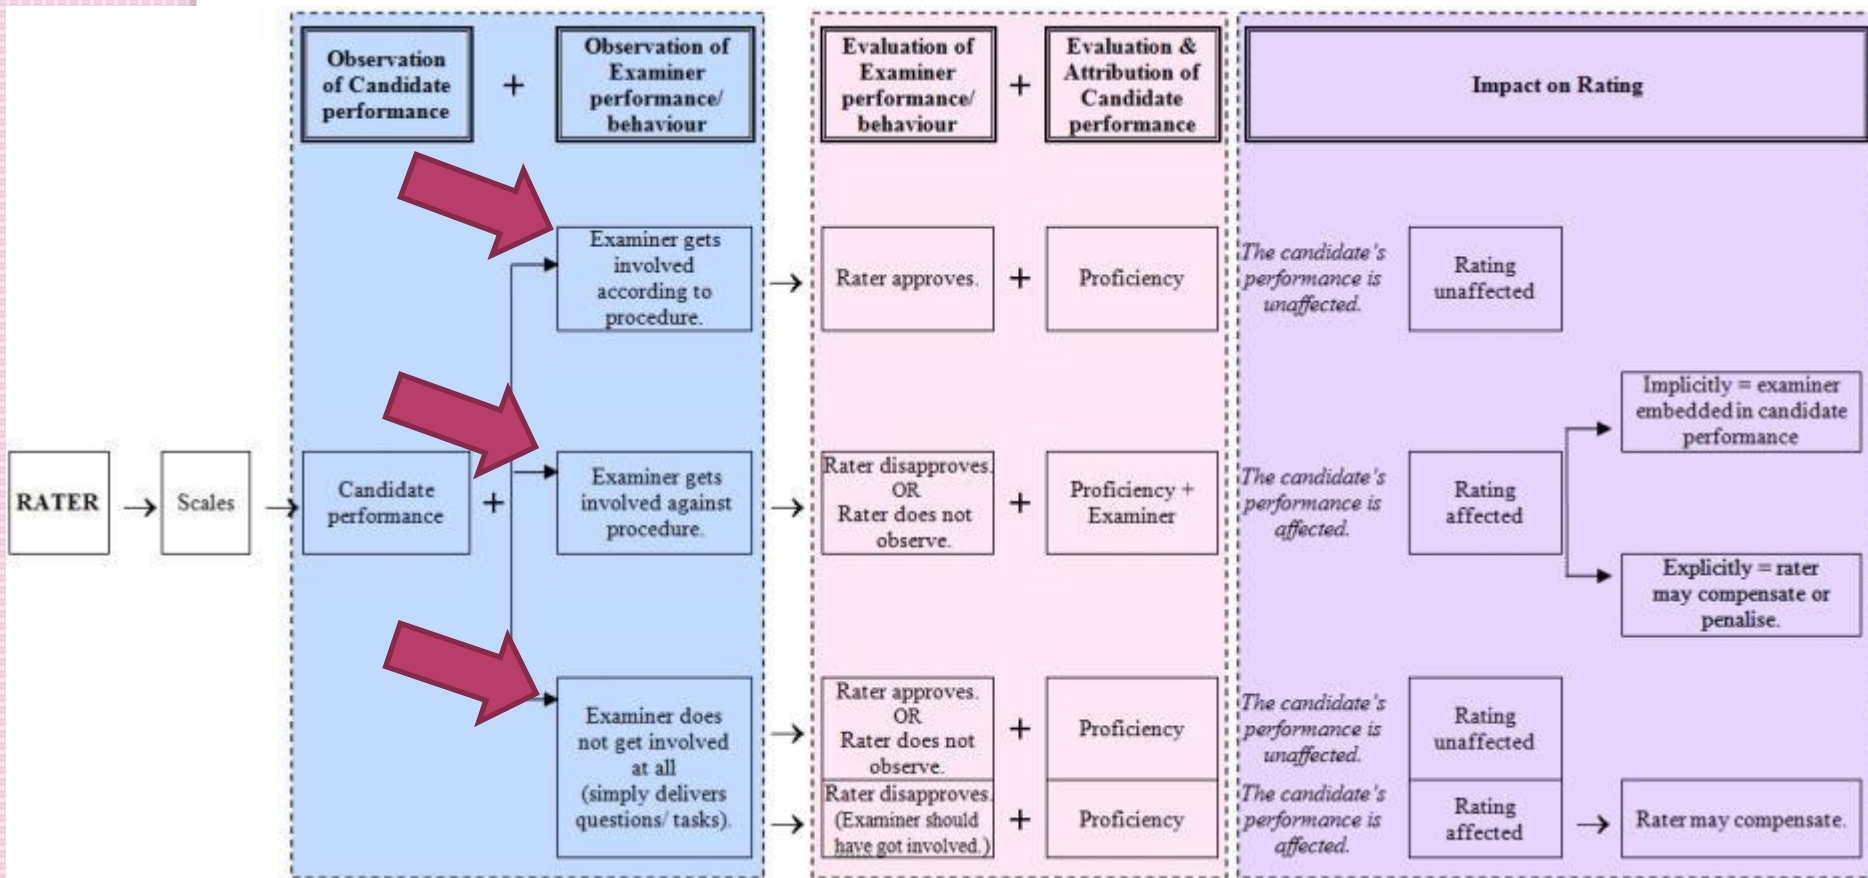 Observation
of Candidate
performance
+
Observation of
Examiner
performance/
behaviour
Evaluation of
Examiner
performance/
behaviour
+
Evaluation &
Attribution of
Candidate
performance
Impact on Rating
Examiner gets
involved
according to
procedure.
Rater approves.
+
Proficiency
The candidate's
performance is
unaffected.
Rating
unaffected
RATER
Scales
Candidate
performance
+
Examiner gets
involved against
procedure.
Rater disapproves.
OR
Rater does not
observe.
+
Proficiency +
Examiner
The candidate's
performance is
affected.
Rating
affected
Implicitly = examiner
embedded in candidate
performance
Explicitly = rater
may compensate or
penalise.
Examiner does
not get involved
at all
(simply delivers
questions/ tasks).
Rater approves.
OR
Rater does not
observe.
+
Proficiency
The candidate's
performance is
unaffected.
Rating
unaffected
Rater disapproves.
(Examiner should
have got involved.)
+
Proficiency
The candidate's
performance is
affected.
Rating
affected
Rater may compensate.